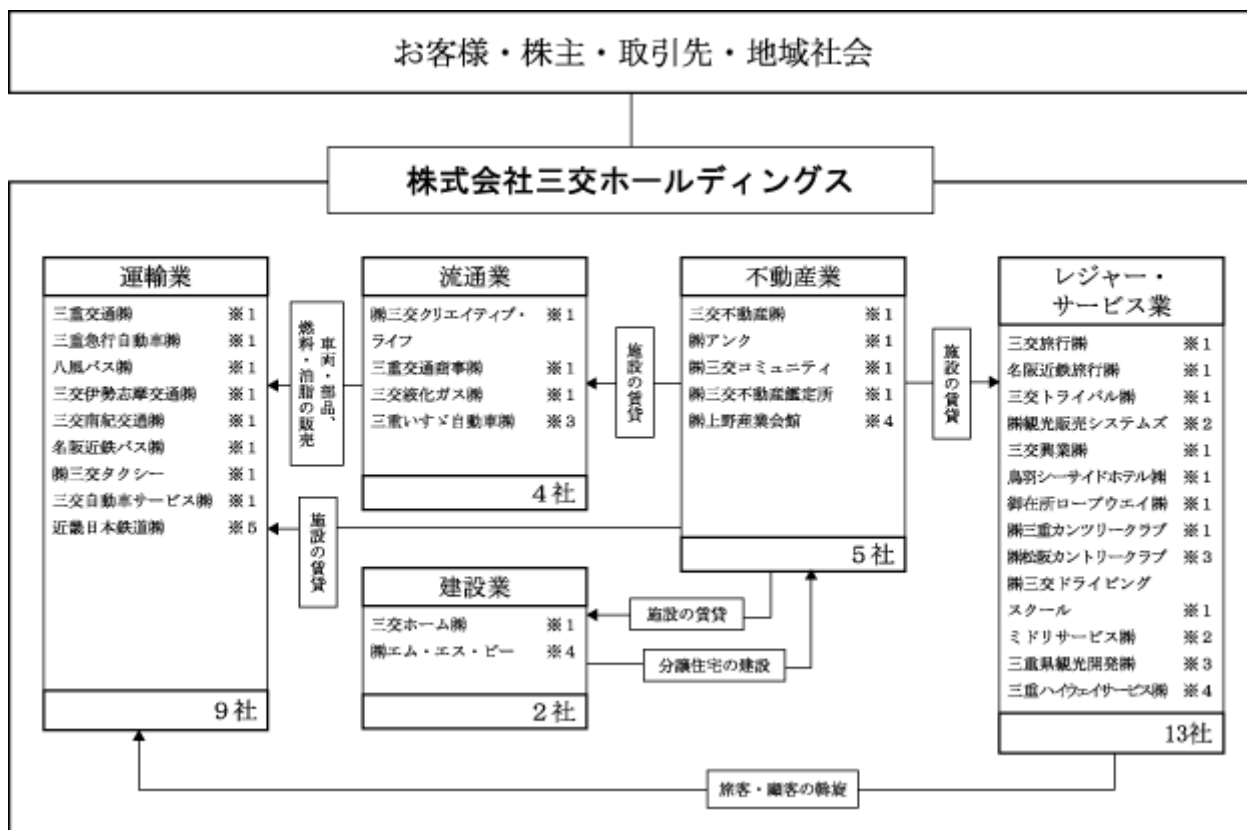 お客様・株主・取引先・地域社会
株式会社三交ホールディングス
運輸業
三重交通㈱ ※1
三重急行自動車㈱ ※1
八風バス㈱ ※1
三交伊勢志摩交通㈱ ※1
三交南紀交通㈱ ※1
名阪近鉄バス㈱ ※1
㈱三交タクシー ※1
三交自動車サービス㈱ ※1
近畿日本鉄道㈱ ※5
9社
車両・部品、
燃料・油脂の販売
施設の賃貸
流通業
㈱三交クリエイティブ・ ※1
ライフ
三重交通商事㈱ ※1
三交液化ガス㈱ ※1
三重いすゞ自動車㈱ ※3
4社
施設の賃貸
建設業
三交ホーム㈱ ※1
㈱エム・エス・ピー ※4
2社
施設の賃貸
分譲住宅の建設
不動産業
三交不動産㈱ ※1
㈱アンク ※1
㈱三交コミュニティ ※1
㈱三交不動産鑑定所 ※1
㈱上野産業会館 ※4
5社
施設の賃貸
レジャー・
サービス業
三交旅行㈱ ※1
名阪近鉄旅行㈱ ※1
三交トライパル㈱ ※1
㈱観光販売システムズ ※2
三交興業㈱ ※1
鳥羽シーサイドホテル㈱ ※1
御在所ロープウエイ㈱ ※1
㈱三重カンツリークラブ ※1
㈱松阪カントリークラブ ※3
㈱三交ドライビング
スクール ※1
ミドリサービス㈱ ※2
三重県観光開発㈱ ※3
三重ハイウェイサービス㈱ ※4
13社
旅客・顧客の斡旋